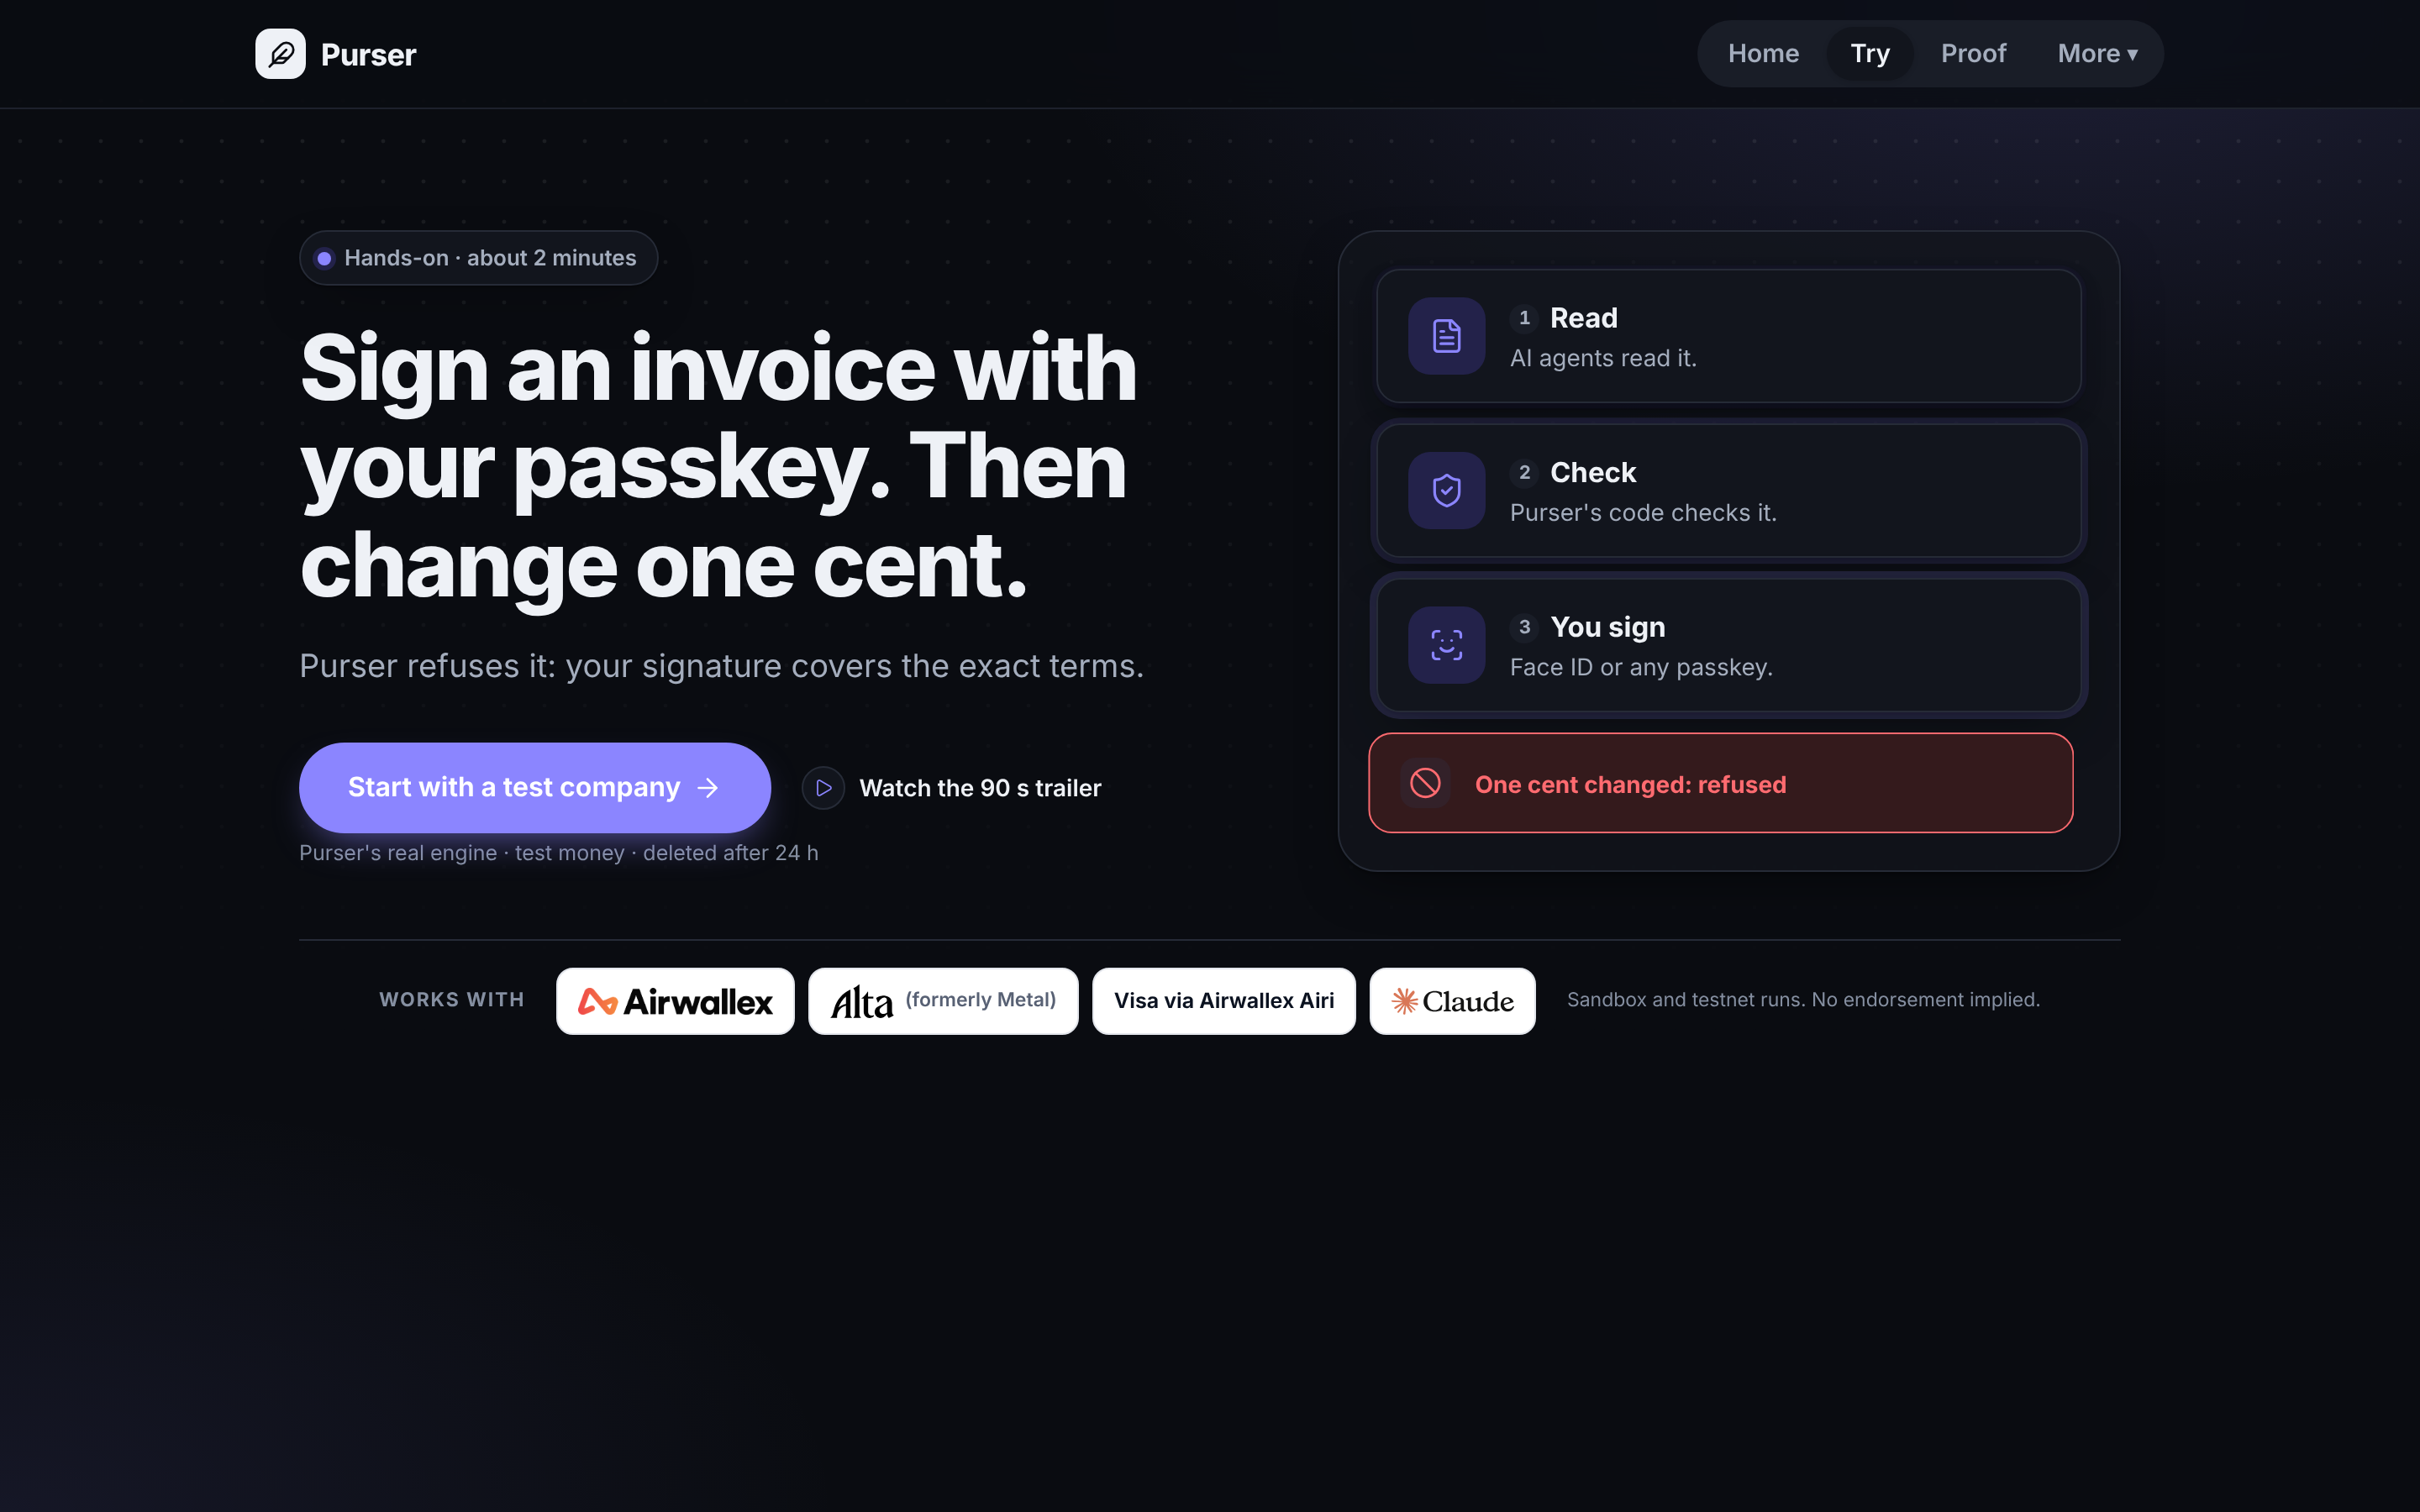 Purser
Home
Try
Proof
More ▾
Hands-on · about 2 minutes
Sign an invoice with
your passkey. Then
change one cent.
Purser refuses it: your signature covers the exact terms.
Start with a test company →
Watch the 90 s trailer
Purser's real engine · test money · deleted after 24 h
1 Read
AI agents read it.
2 Check
Purser's code checks it.
3 You sign
Face ID or any passkey.
One cent changed: refused
WORKS WITH
Airwallex
Alta (formerly Metal)
Visa via Airwallex Airi
Claude
Sandbox and testnet runs. No endorsement implied.